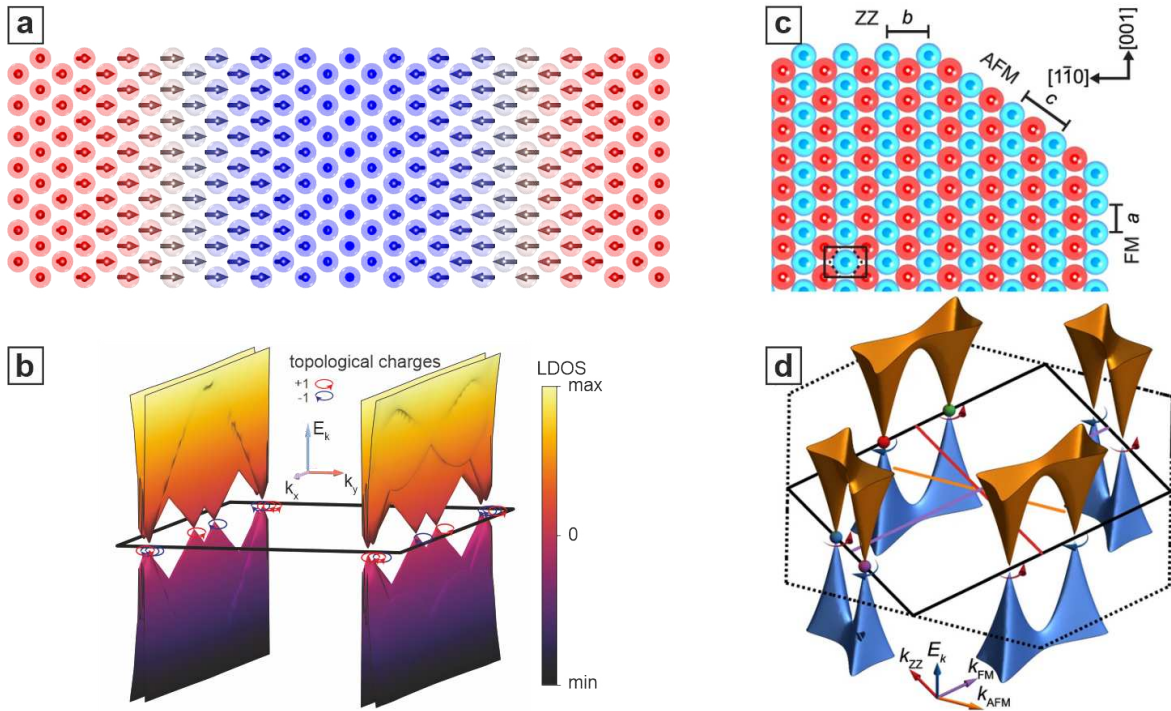 a
b
topological charges
+1
-1
E_k
k_x
k_y
LDOS
max
0
min
c
ZZ
b
AFM
c
[001]
[11̅0]
FM
a
d
k_ZZ
E_k
k_FM
k_AFM